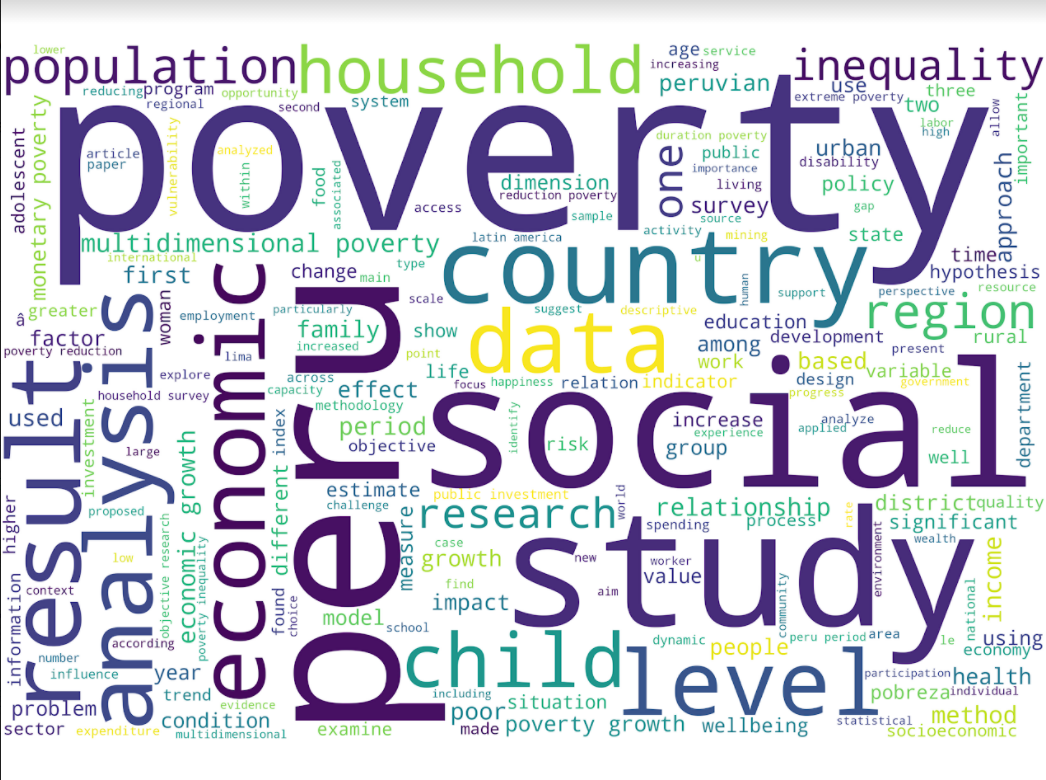 lower
population
household
age
service
increasing
inequality
reducing
program
opportunity
regional
second
system
peruvian
use
extreme poverty
three
two
poverty
adolescent
monetary poverty
article
paper
vulnerability
analyzed
within
food
associated
access
dimension
reduction poverty
sample
duration poverty
public
importance
one
living
survey
source
activity
urban
disability
policy
gap
labor
high
allow
important
approach
multidimensional poverty
international
first
latin america
country
mining
state
time
hypothesis
resource
perspective
support
human
u
change
main
type
scale
â
greater
factor
poverty reduction
woman
employment
particularly
family
increased
show
suggest
descriptive
data
education
among
development
region
rural
present
result
analysis
economic
peru
lima
explore
household survey
point
life
focus
happiness
relation
indicator
work
based
variable
design
progress
government
across
capacity
effect
methodology
used
investment
large
index
different
period
objective
social
identify
risk
increase
experience
group
applied
analyze
reduce
well
department
higher
proposed
economic growth
objective research
poverty inequality
estimate
challenge
public investment
research
world
relationship
process
spending
rate
district
quality
significant
wealth
low
measure
case
growth
find
study
new
worker
value
aim
environment
income
information
context
found
choice
model
impact
school
community
dynamic
people
peru period
area
national
le
using
economy
according
number
influence
year
trend
evidence
child
including
level
participation
health
problem
condition
multidimensional
situation
poor
pobreza
individual
sector
expenditure
examine
made
poverty growth
wellbeing
statistical
method
socioeconomic